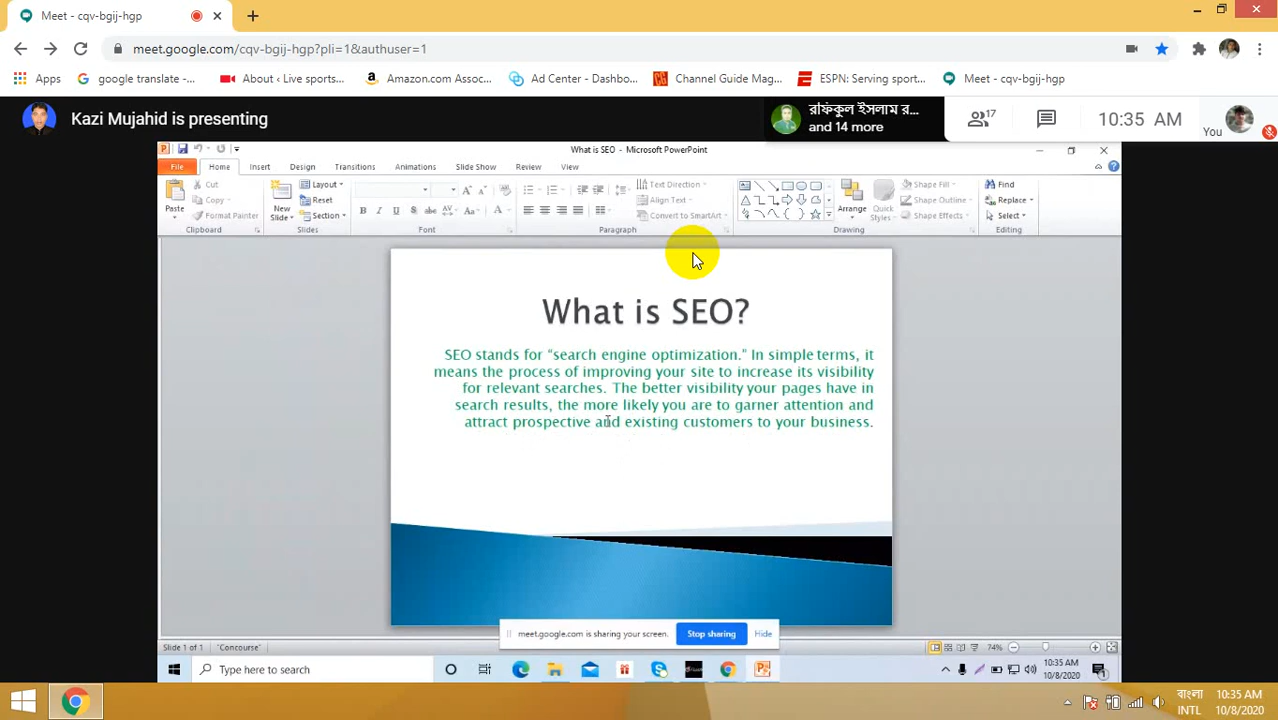 Meet - cqv-bgij-hgp
meet.google.com/cqv-bgij-hgp?pli=1&authuser=1
Apps
google translate -...
About ‹ Live sports...
Amazon.com Assoc...
Ad Center - Dashbo...
Channel Guide Mag...
ESPN: Serving sport...
Meet - cqv-bgij-hgp
Kazi Mujahid is presenting
রফিকুল ইসলাম র...
and 14 more
17
10:35 AM
You
What is SEO - Microsoft PowerPoint
File Home Insert Design Transitions Animations Slide Show Review View
Paste
Cut
Copy
Format Painter
Clipboard
New
Slide
Layout
Reset
Section
Slides
Font
Text Direction
Align Text
Convert to SmartArt
Paragraph
Arrange
Quick
Styles
Shape Fill
Shape Outline
Shape Effects
Drawing
Find
Replace
Select
Editing
What is SEO?
SEO stands for “search engine optimization.” In simple terms, it
means the process of improving your site to increase its visibility
for relevant searches. The better visibility your pages have in
search results, the more likely you are to garner attention and
attract prospective and existing customers to your business.
meet.google.com is sharing your screen.
Stop sharing
Hide
Slide 1 of 1
"Concourse"
74%
Type here to search
10:35 AM
10/8/2020
বাংলা
INTL
10:35 AM
10/8/2020